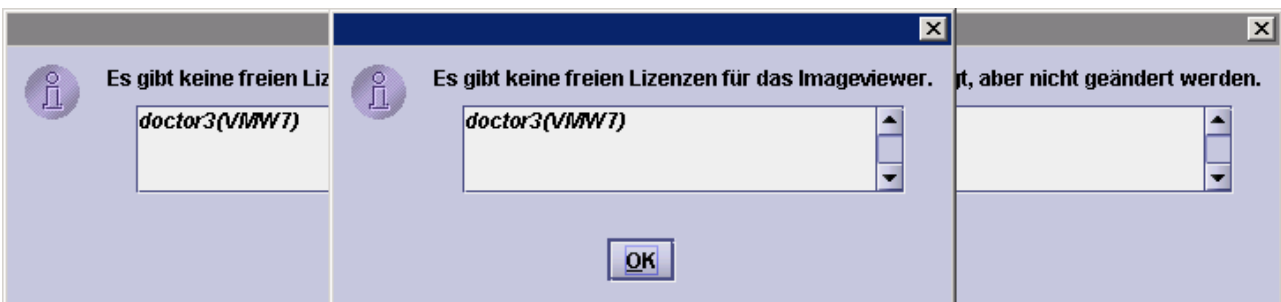 Es gibt keine freien Liz
doctor3(VMW7)
Es gibt keine freien Lizenzen für das Imageviewer.
doctor3(VMW7)
OK
t, aber nicht geändert werden.